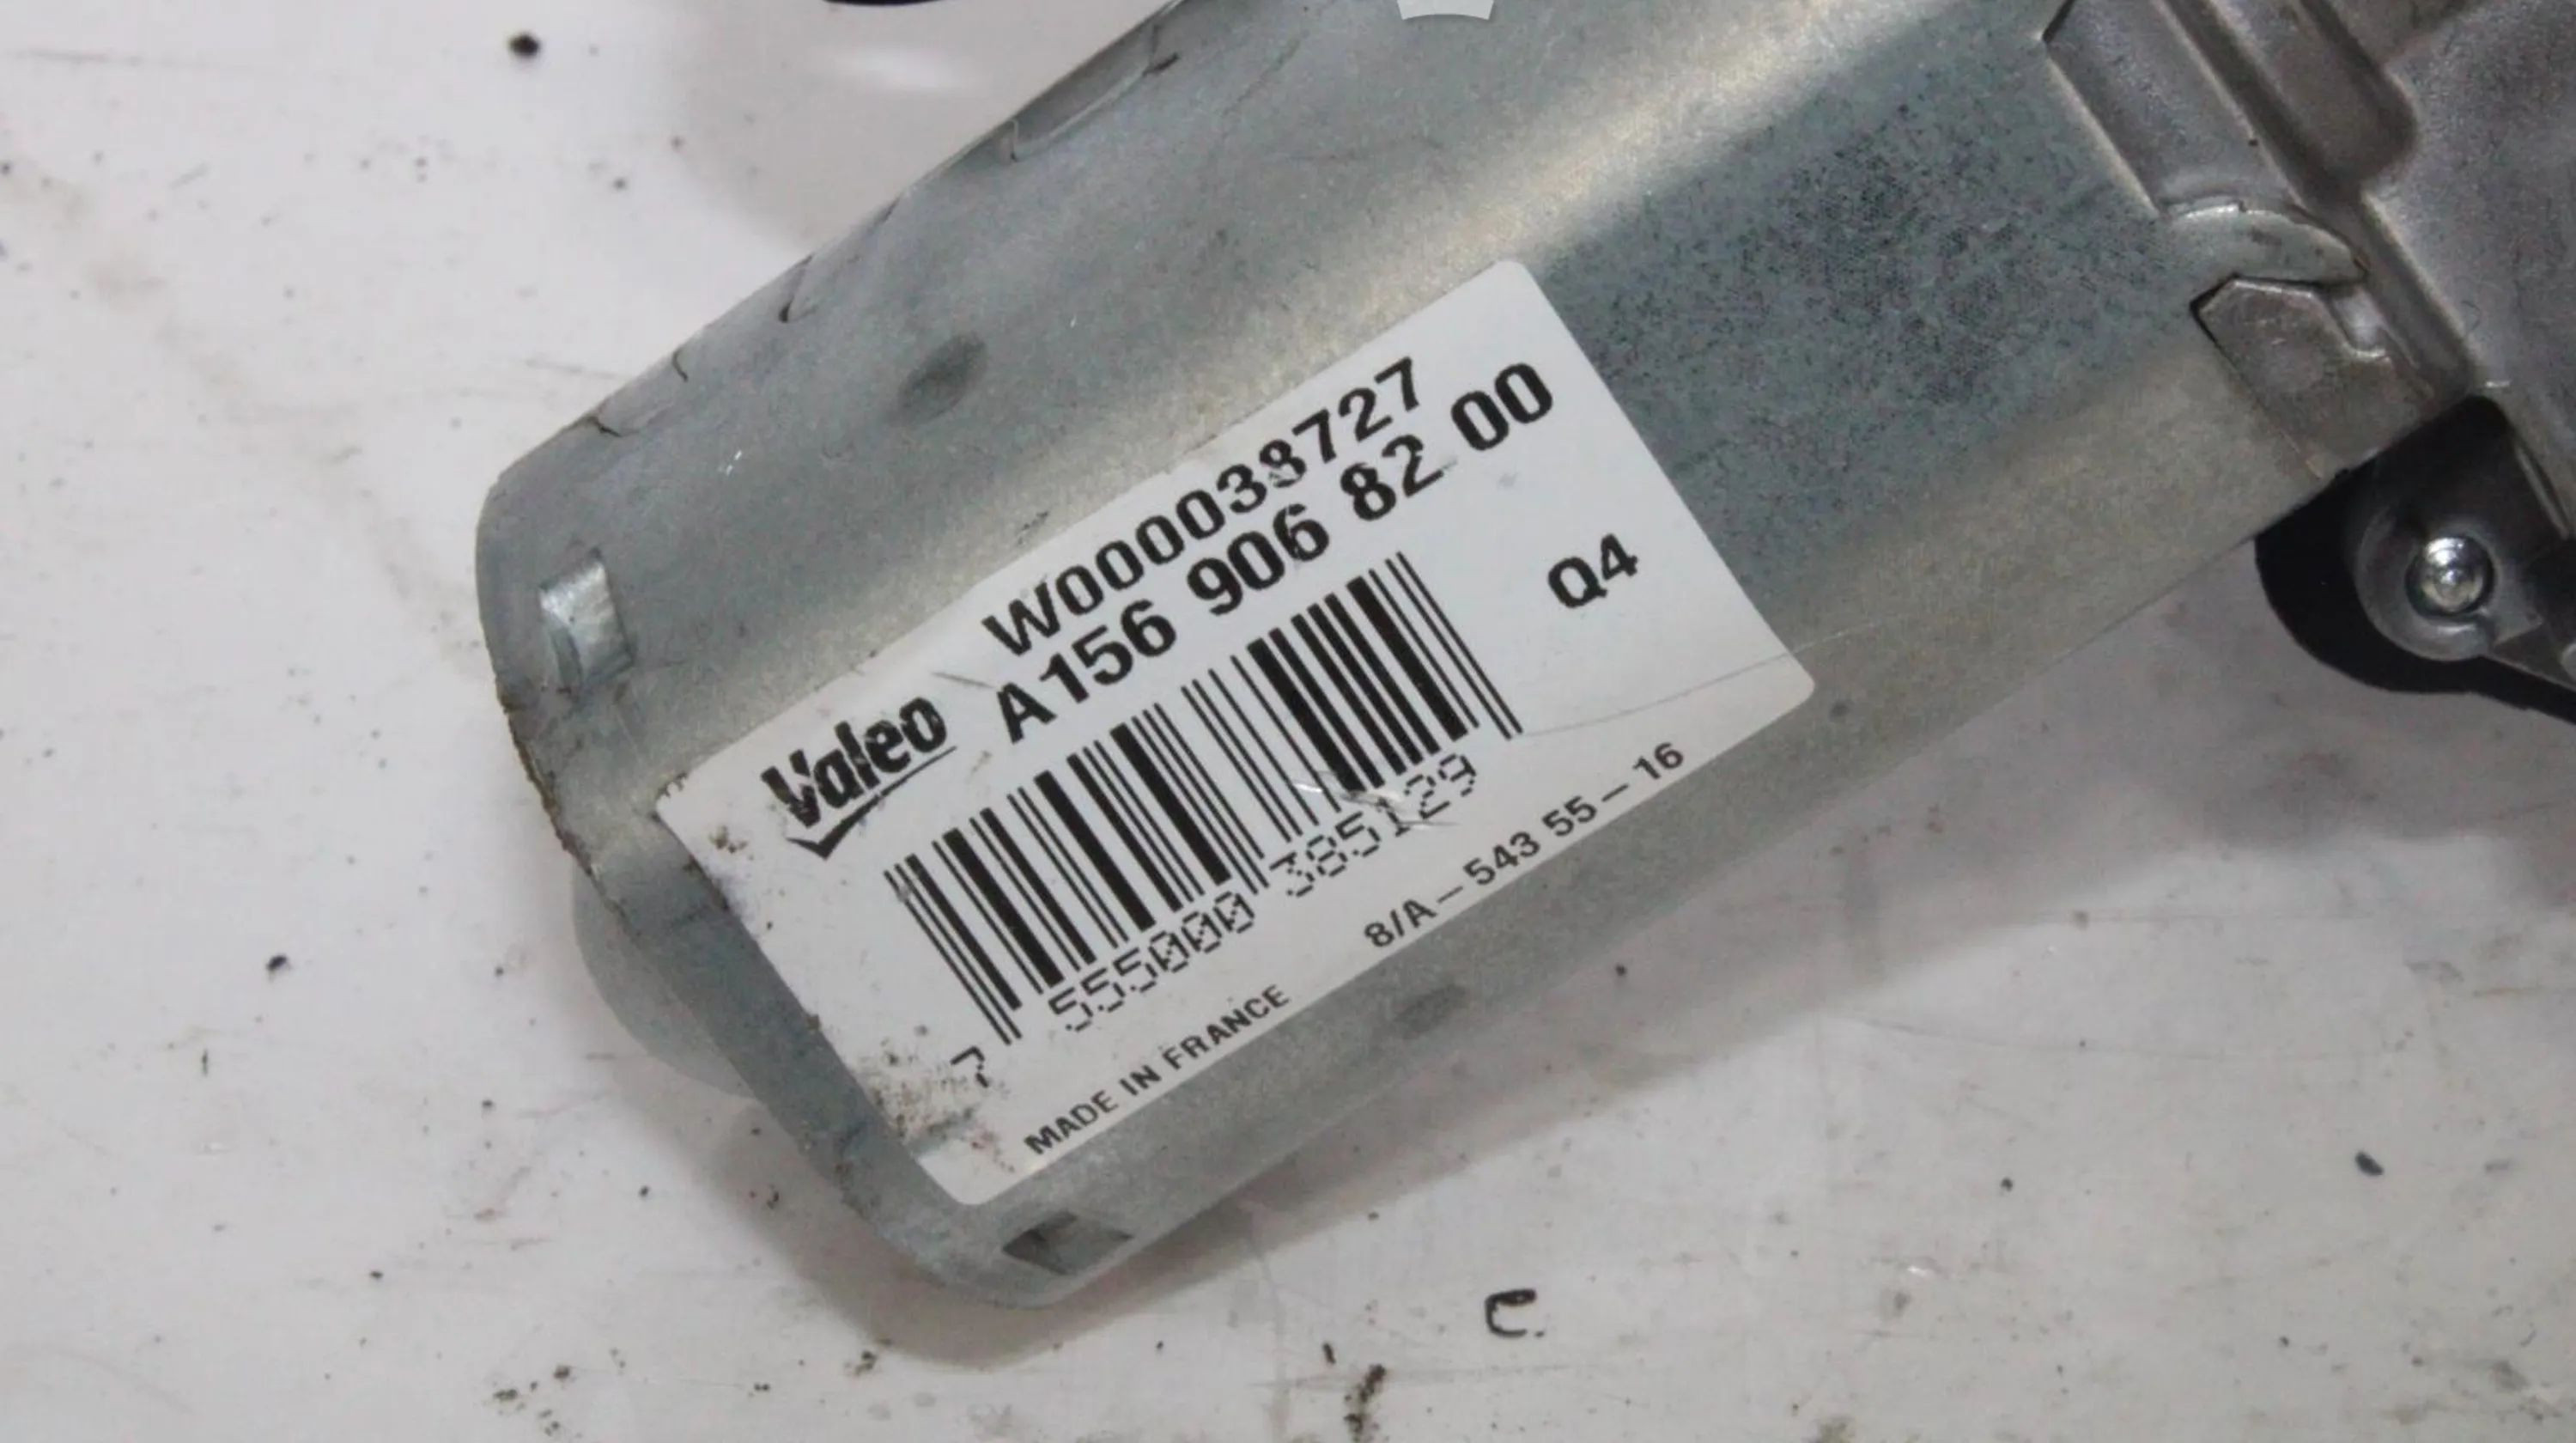 W000038727
Valeo A156 906 82 00
Q4
7 555000 385129
MADE IN FRANCE 8/A-543 55-16